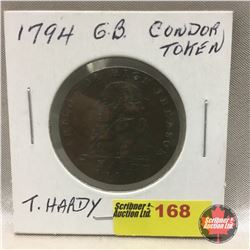 1794 G.B. CONDOR
TOKEN
T. HARDY
Scribner
Auction Ltd.
168